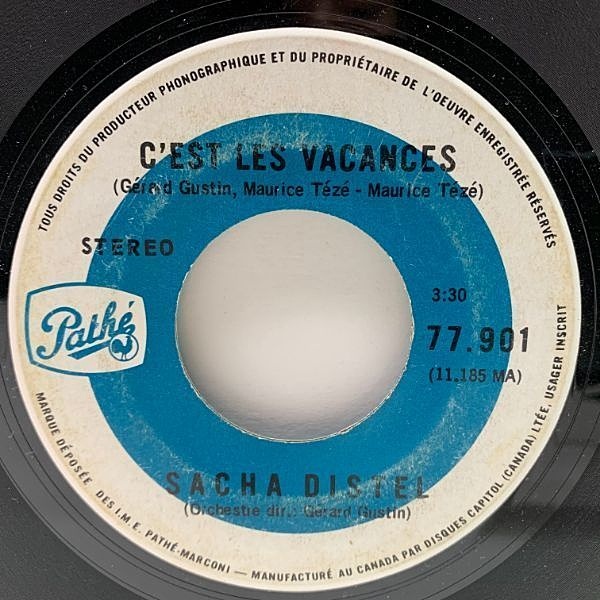 TOUS DROITS DU PRODUCTEUR PHONOGRAPHIQUE ET DU PROPRIÉTAIRE DE L'OEUVRE ENREGISTRÉE RÉSERVÉS
C'EST LES VACANCES
(Gérard Gustin, Maurice Tézé - Maurice Tézé)
STEREO
Pathé
3:30
77.901
(11.185 MA)
SACHA DISTEL
(Orchestre dir.: Gérard Gustin)
MARQUE DÉPOSÉE DES I.M.E. PATHÉ-MARCONI — MANUFACTURÉ AU CANADA PAR DISQUES CAPITOL (CANADA) LTÉE, USAGER INSCRIT